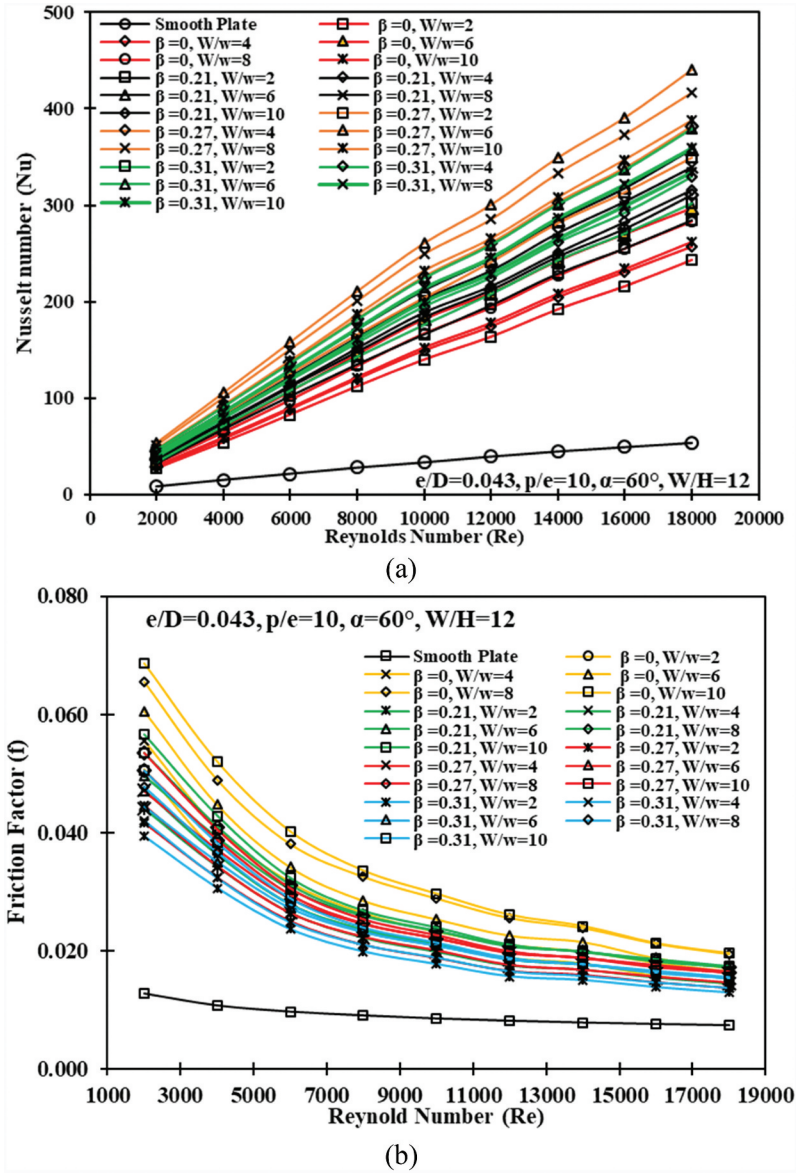 500
400
300
200
100
0
Nusselt number (Nu)
Smooth Plate β =0, W/w=2
β =0, W/w=4 β =0, W/w=6
β =0, W/w=8 β =0, W/w=10
β =0.21, W/w=2 β =0.21, W/w=4
β =0.21, W/w=6 β =0.21, W/w=8
β =0.21, W/w=10 β =0.27, W/w=2
β =0.27, W/w=4 β =0.27, W/w=6
β =0.27, W/w=8 β =0.27, W/w=10
β =0.31, W/w=2 β =0.31, W/w=4
β =0.31, W/w=6 β =0.31, W/w=8
β =0.31, W/w=10
e/D=0.043, p/e=10, α=60°, W/H=12
0 2000 4000 6000 8000 10000 12000 14000 16000 18000 20000
Reynolds Number (Re)
(a)
0.080
0.060
0.040
0.020
0.000
Friction Factor (f)
e/D=0.043, p/e=10, α=60°, W/H=12
Smooth Plate β =0, W/w=2
β =0, W/w=4 β =0, W/w=6
β =0, W/w=8 β =0, W/w=10
β =0.21, W/w=2 β =0.21, W/w=4
β =0.21, W/w=6 β =0.21, W/w=8
β =0.21, W/w=10 β =0.27, W/w=2
β =0.27, W/w=4 β =0.27, W/w=6
β =0.27, W/w=8 β =0.27, W/w=10
β =0.31, W/w=2 β =0.31, W/w=4
β =0.31, W/w=6 β =0.31, W/w=8
β =0.31, W/w=10
1000 3000 5000 7000 9000 11000 13000 15000 17000 19000
Reynold Number (Re)
(b)